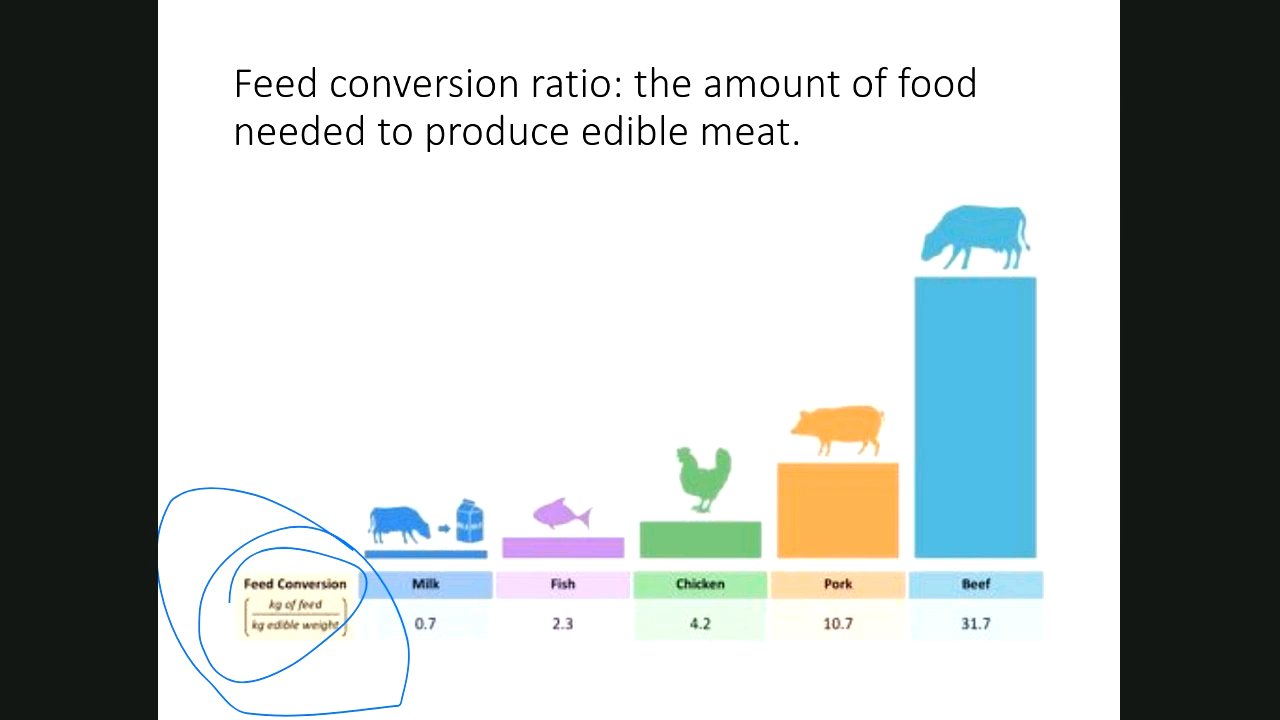 Feed conversion ratio: the amount of food
needed to produce edible meat.
Feed Conversion Milk Fish Chicken Pork Beef
kg of feed
kg edible weight 0.7 2.3 4.2 10.7 31.7